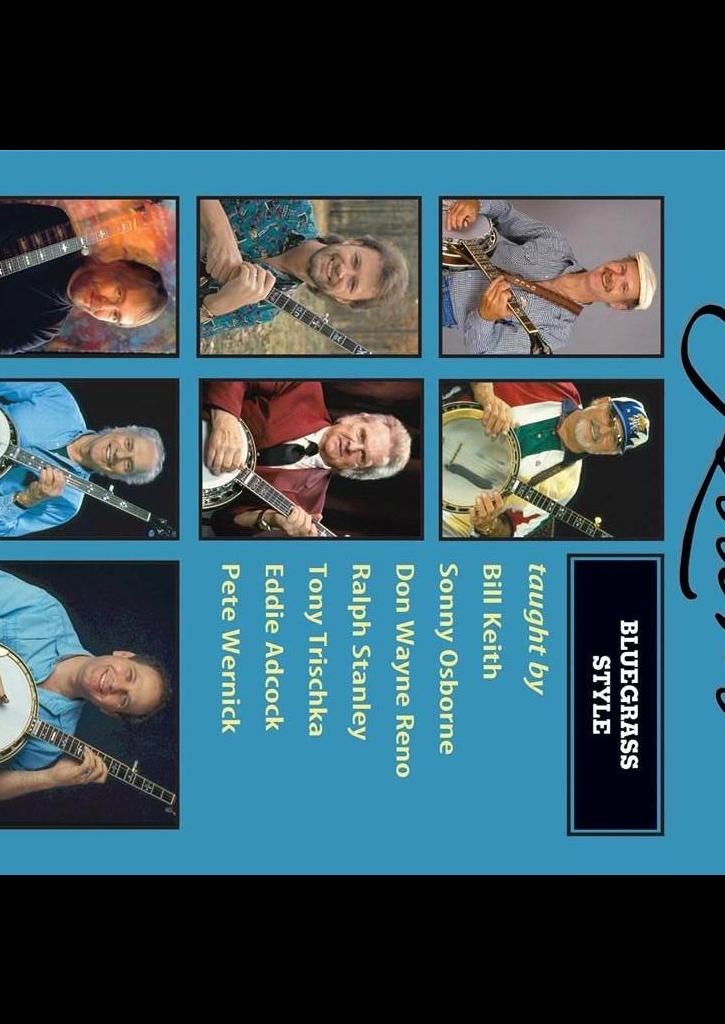 BLUEGRASS
STYLE
taught by
Bill Keith
Sonny Osborne
Don Wayne Reno
Ralph Stanley
Tony Trischka
Eddie Adcock
Pete Wernick